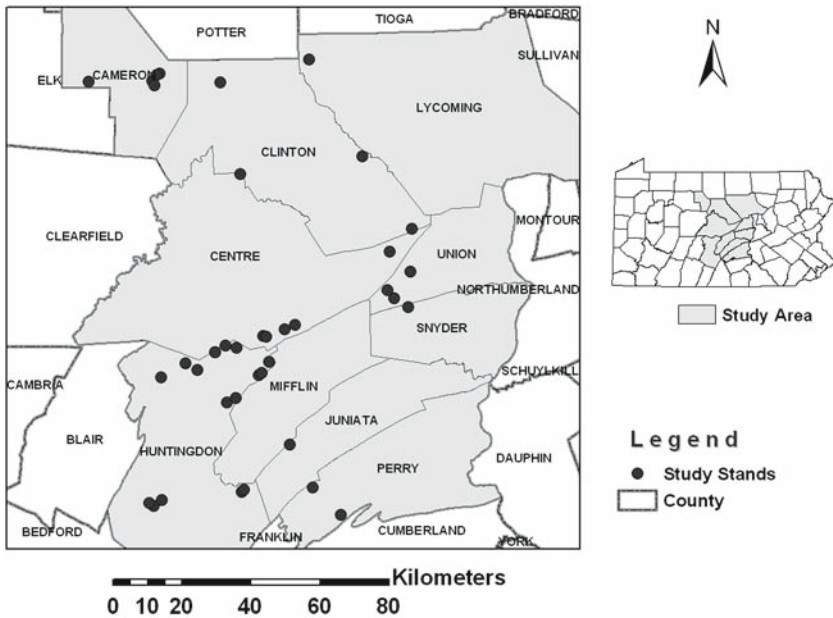 TIOGA
BRADFORD
POTTER
SULLIVAN
ELK
CAMERON
LYCOMING
CLINTON
CLEARFIELD
MONTOUR
CENTRE
UNION
NORTHUMBERLAND
SNYDER
CAMBRIA
MIFFLIN
SCHUYLKILL
JUNIATA
BLAIR
HUNTINGDON
PERRY
DAUPHIN
BEDFORD
FRANKLIN
CUMBERLAND
YORK
N
Study Area
Legend
Study Stands
County
Kilometers
0 10 20 40 60 80